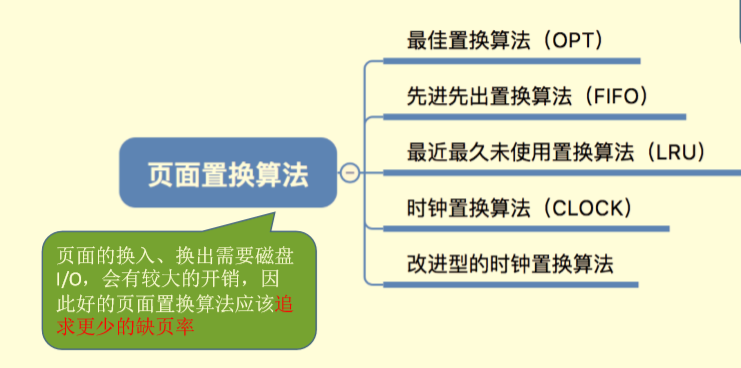 最佳置换算法（OPT）
先进先出置换算法（FIFO）
最近最久未使用置换算法（LRU）
页面置换算法
时钟置换算法（CLOCK）
改进型的时钟置换算法
页面的换入、换出需要磁盘
I/O，会有较大的开销，因
此好的页面置换算法应该追
求更少的缺页率